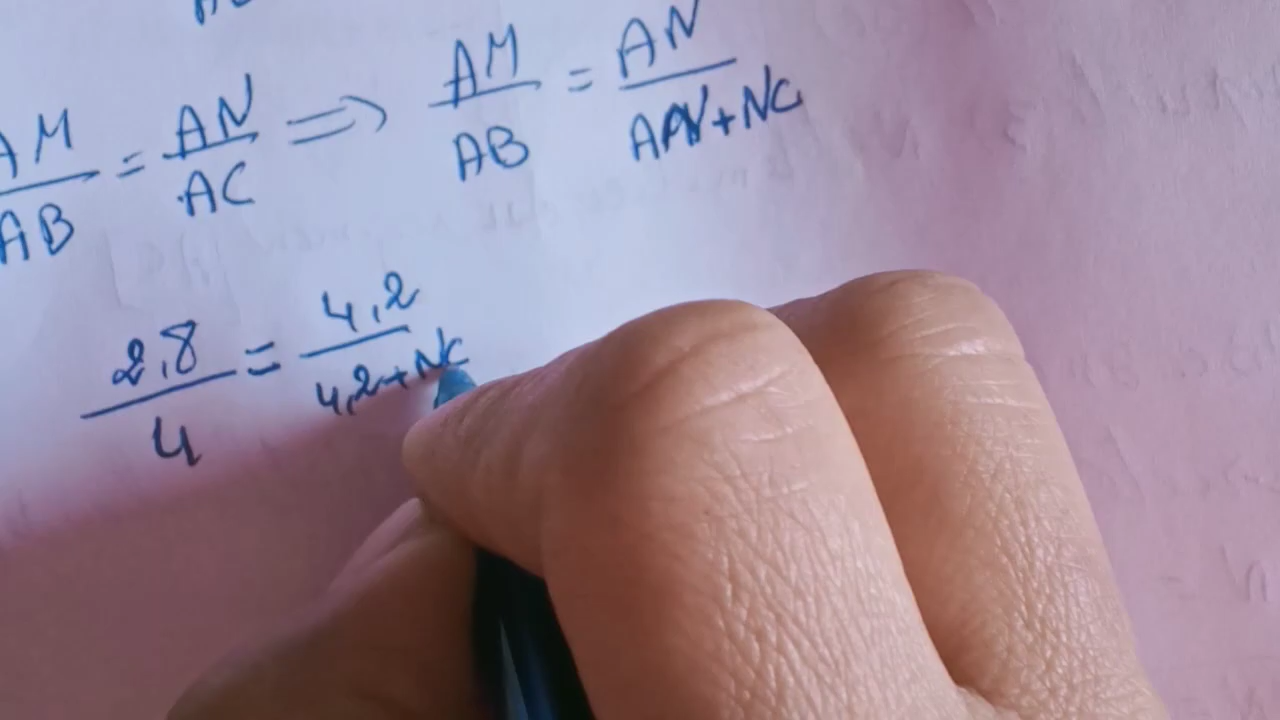 AM/AB = AN/AC => AM/AB = AN/AN+NC
2,8/4 = 4,2/4,2+NC